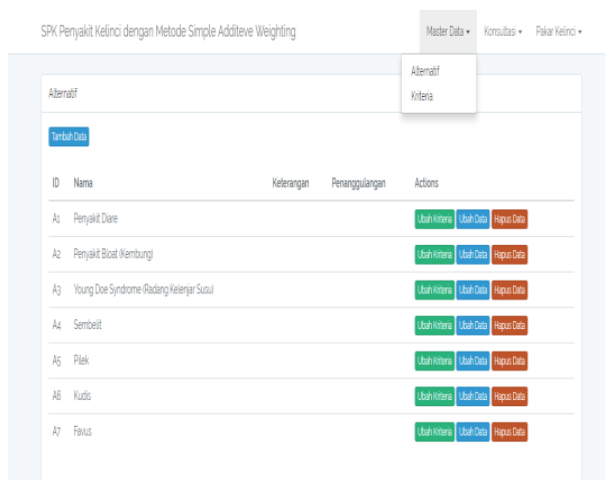 SPK Penyakit Kelinci dengan Metode Simple Additeve Weighting Master Data Konsultasi Pakar Kelinci
Alternatif
Kriteria
Alternatif
Tambah Data
ID Nama Keterangan Penanggulangan Actions
A1 Penyakit Diare Ubah Kriteria Ubah Data Hapus Data
A2 Penyakit Bloat (Kembung) Ubah Kriteria Ubah Data Hapus Data
A3 Young Doe Syndrome (Radang Kelenjar Susu) Ubah Kriteria Ubah Data Hapus Data
A4 Sembelit Ubah Kriteria Ubah Data Hapus Data
A5 Pilek Ubah Kriteria Ubah Data Hapus Data
A6 Kudis Ubah Kriteria Ubah Data Hapus Data
A7 Favus Ubah Kriteria Ubah Data Hapus Data